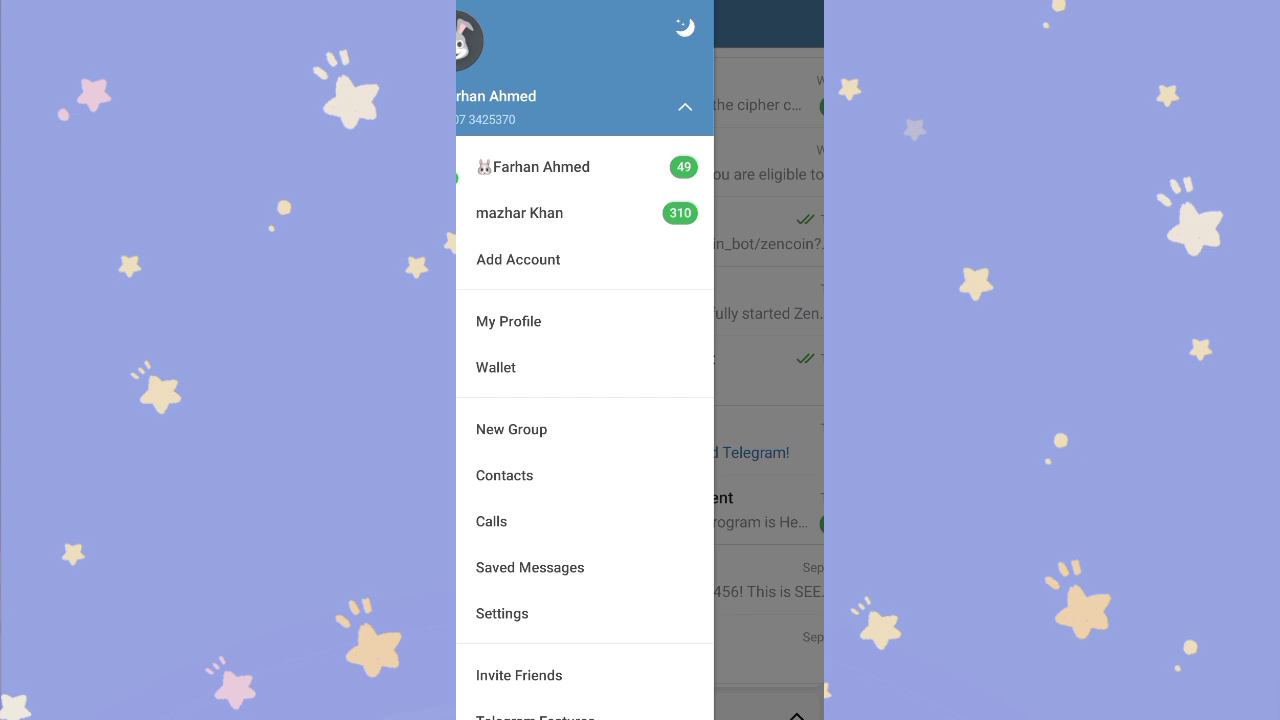 rhan Ahmed
07 3425370
Farhan Ahmed 49
mazhar Khan 310
Add Account
My Profile
Wallet
New Group
Contacts
Calls
Saved Messages
Settings
Invite Friends
Telegram Features
the cipher c...
ou are eligible to
in_bot/zencoin?.
fully started Zen.
d Telegram!
ent
rogram is He...
Sep
456! This is SEE.
Sep